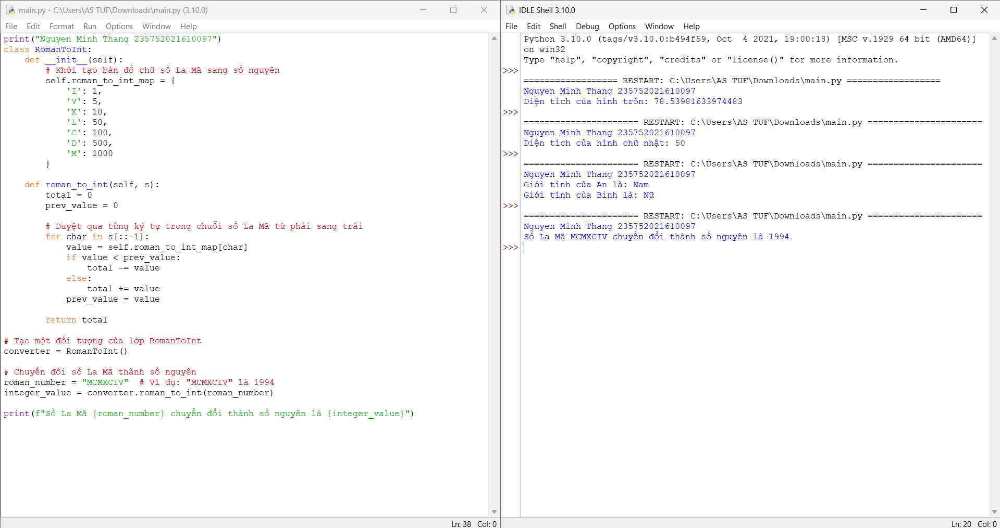 main.py - C:\Users\AS TUF\Downloads\main.py (3.10.0)
File Edit Format Run Options Window Help
print("Nguyen Minh Thang 235752021610097")
class RomanToInt:
    def __init__(self):
        # Khởi tạo bản đồ chữ số La Mã sang số nguyên
        self.roman_to_int_map = {
            'I': 1,
            'V': 5,
            'X': 10,
            'L': 50,
            'C': 100,
            'D': 500,
            'M': 1000
        }
    def roman_to_int(self, s):
        total = 0
        prev_value = 0
        # Duyệt qua từng ký tự trong chuỗi số La Mã từ phải sang trái
        for char in s[::-1]:
            value = self.roman_to_int_map[char]
            if value < prev_value:
                total -= value
            else:
                total += value
            prev_value = value
        return total
# Tạo một đối tượng của lớp RomanToInt
converter = RomanToInt()
# Chuyển đổi số La Mã thành số nguyên
roman_number = "MCMXCIV"  # Ví dụ: "MCMXCIV" là 1994
integer_value = converter.roman_to_int(roman_number)
print(f"Số La Mã {roman_number} chuyển đổi thành số nguyên là {integer_value}")
Ln: 38 Col: 0
IDLE Shell 3.10.0
File Edit Shell Debug Options Window Help
Python 3.10.0 (tags/v3.10.0:b494f59, Oct  4 2021, 19:00:18) [MSC v.1929 64 bit (AMD64)]
on win32
Type "help", "copyright", "credits" or "license()" for more information.
>>>
================== RESTART: C:\Users\AS TUF\Downloads\main.py ==================
Nguyen Minh Thang 235752021610097
Diện tích của hình tròn: 78.53981633974483
>>>
====================== RESTART: C:\Users\AS TUF\Downloads\main.py ======================
Nguyen Minh Thang 235752021610097
Diện tích của hình chữ nhật: 50
>>>
====================== RESTART: C:\Users\AS TUF\Downloads\main.py ======================
Nguyen Minh Thang 235752021610097
Giới tính của An là: Nam
Giới tính của Binh là: Nữ
>>>
====================== RESTART: C:\Users\AS TUF\Downloads\main.py ======================
Nguyen Minh Thang 235752021610097
Số La Mã MCMXCIV chuyển đổi thành số nguyên là 1994
>>>
Ln: 20 Col: 0